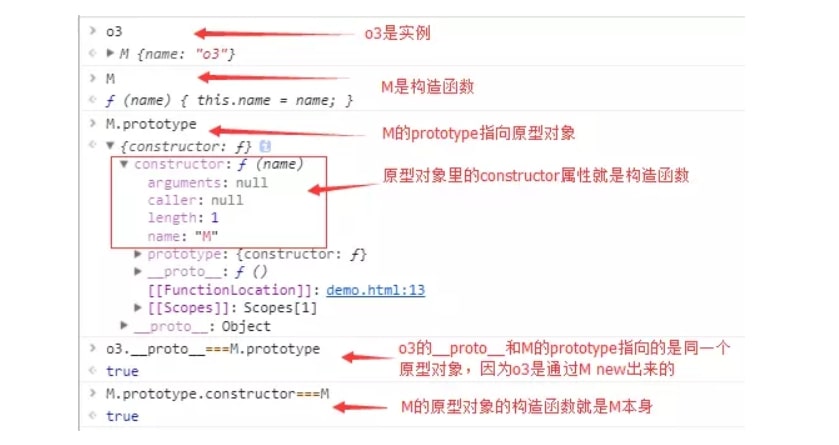 > o3
o3是实例
< ▶ M {name: "o3"}
> M
M是构造函数
< ƒ (name) { this.name = name; }
> M.prototype
M的prototype指向原型对象
< ▼ {constructor: ƒ} i
▼ constructor: ƒ (name)
原型对象里的constructor属性就是构造函数
arguments: null
caller: null
length: 1
name: "M"
▶ prototype: {constructor: ƒ}
▶ __proto__: ƒ ()
[[FunctionLocation]]: demo.html:13
▶ [[Scopes]]: Scopes[1]
▶ __proto__: Object
> o3.__proto__===M.prototype
o3的__proto__和M的prototype指向的是同一个
原型对象，因为o3是通过M new出来的
< true
> M.prototype.constructor===M
M的原型对象的构造函数就是M本身
< true